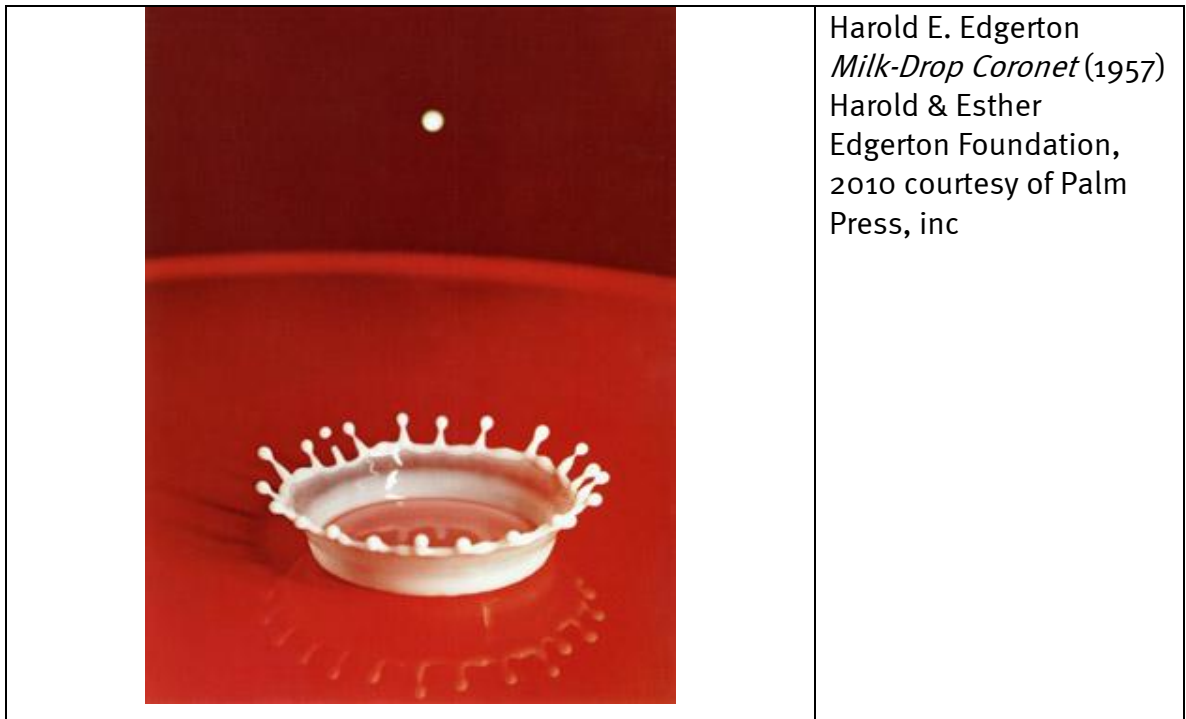 Harold E. Edgerton
Milk-Drop Coronet (1957)
Harold & Esther
Edgerton Foundation,
2010 courtesy of Palm
Press, inc